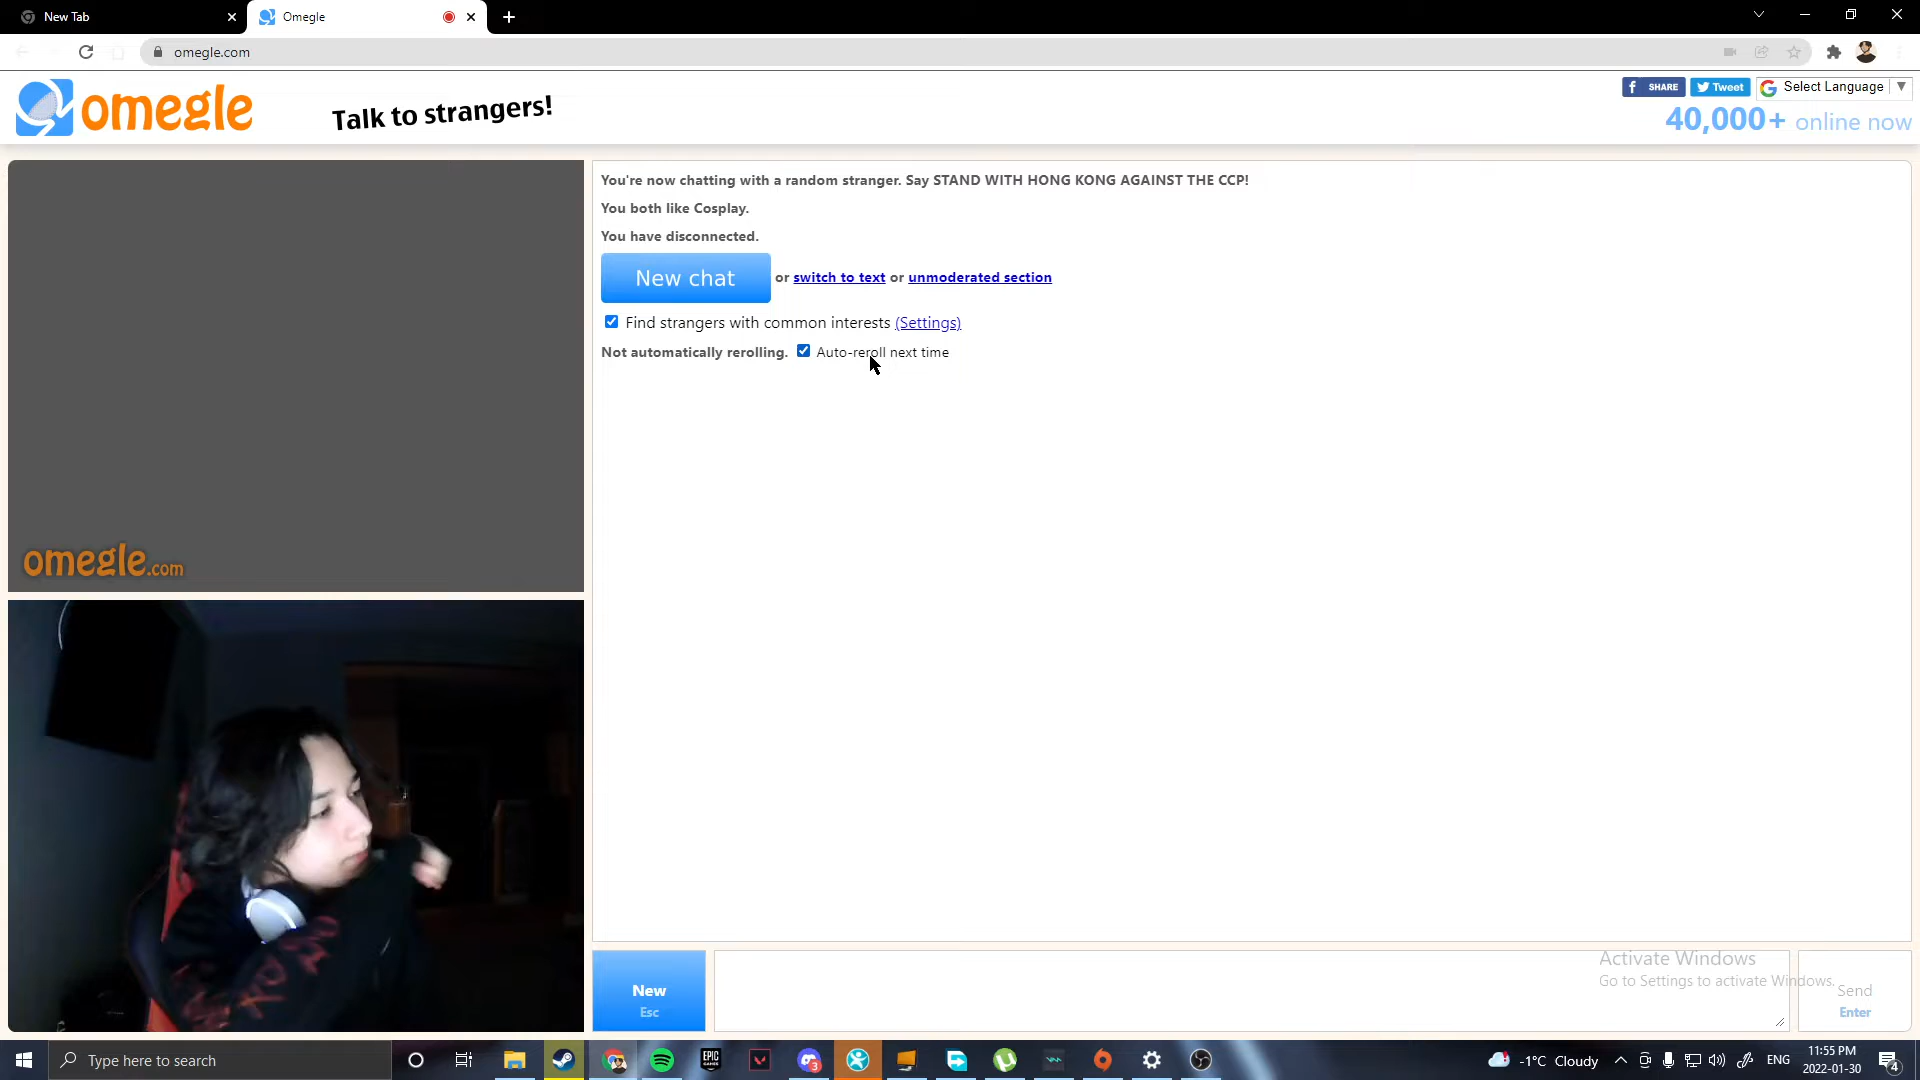 New Tab
Omegle
omegle.com
omegle
Talk to strangers!
SHARE
Tweet
Select Language
40,000+ online now
You're now chatting with a random stranger. Say STAND WITH HONG KONG AGAINST THE CCP!
You both like Cosplay.
You have disconnected.
New chat or switch to text or unmoderated section
Find strangers with common interests (Settings)
Not automatically rerolling. Auto-reroll next time
omegle.com
New
Esc
Activate Windows
Go to Settings to activate Windows.
Send
Enter
Type here to search
EPIC GAMES
3
-1°C Cloudy
ENG
11:55 PM
2022-01-30
4